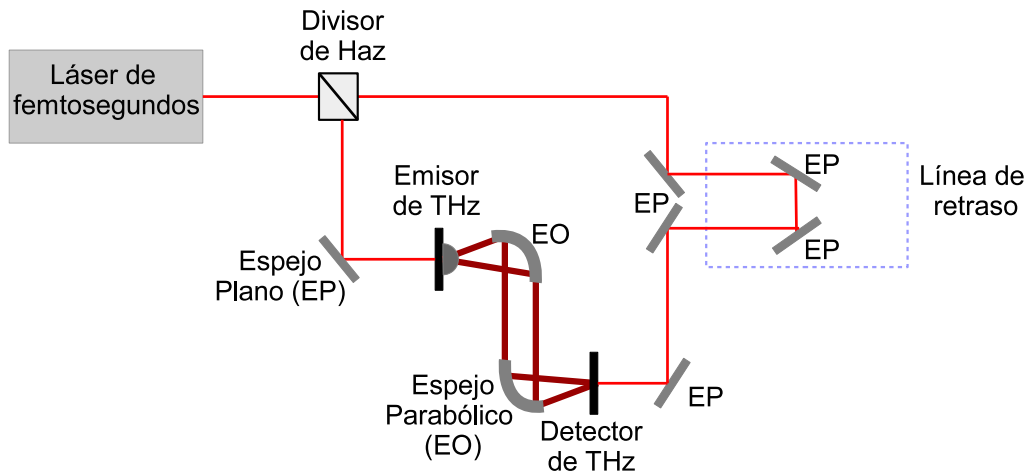 Divisor
de Haz
Láser de
femtosegundos
Emisor
de THz
EP
Línea de
retraso
EP
EO
EP
Espejo
Plano (EP)
Espejo
Parabólico
(EO)
EP
Detector
de THz